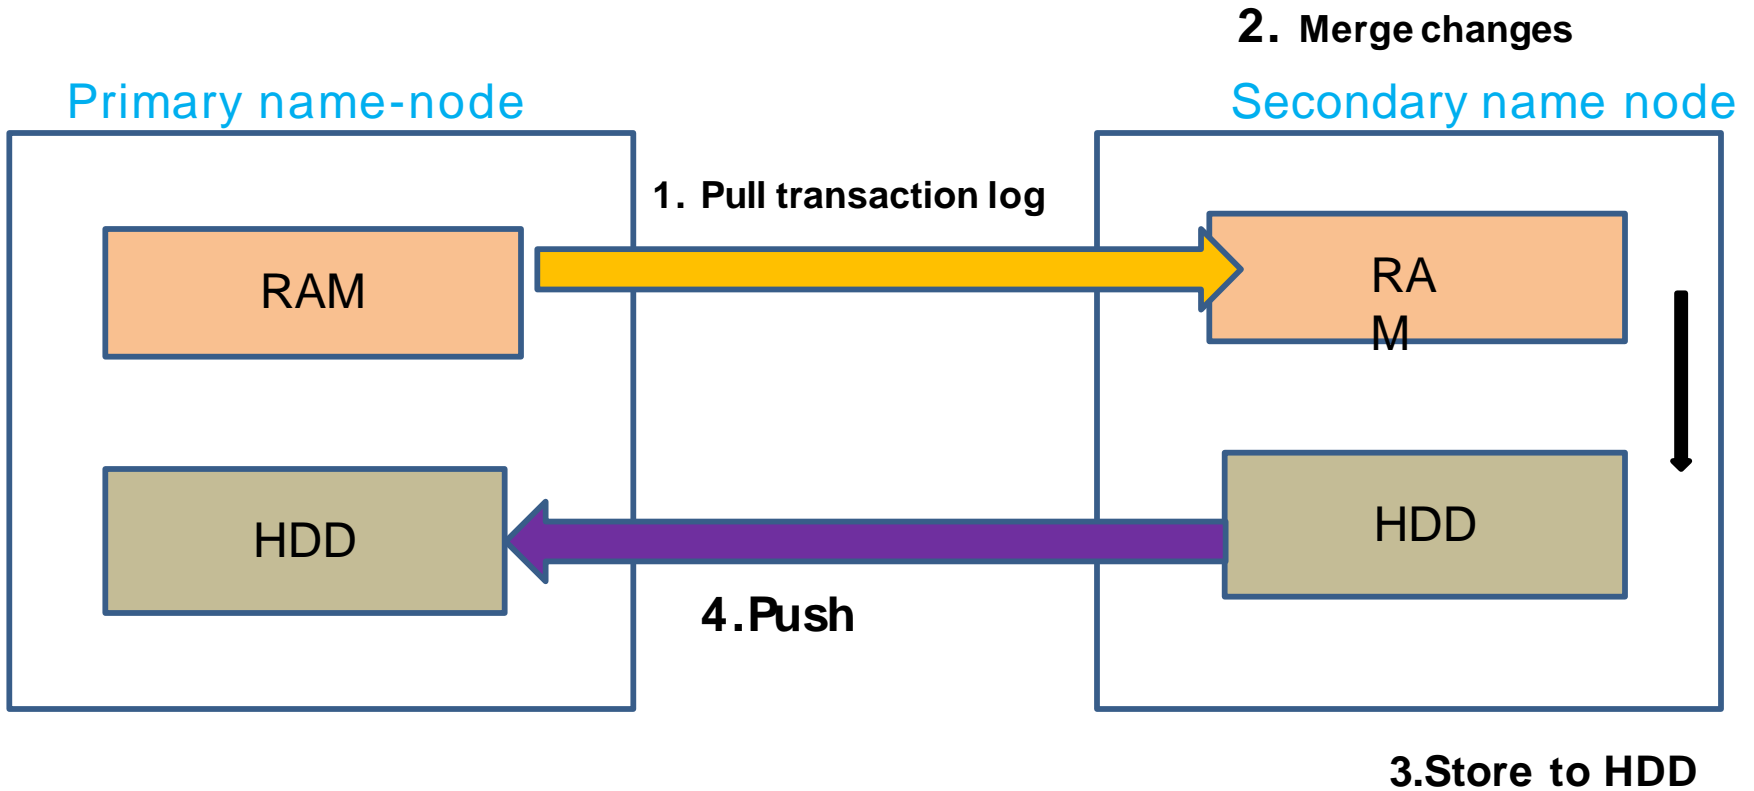 2. Merge changes
Primary name-node
Secondary name node
1. Pull transaction log
RAM
RA
M
HDD
HDD
4.Push
3.Store to HDD